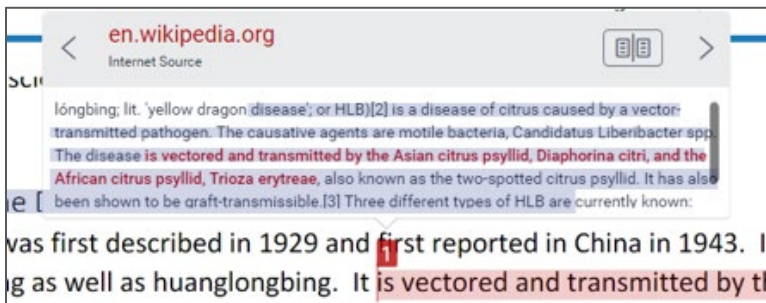 en.wikipedia.org
Internet Source
lóngbìng; lit. 'yellow dragon disease'; or HLB)[2] is a disease of citrus caused by a vector-
transmitted pathogen. The causative agents are motile bacteria, Candidatus Liberibacter spp.
The disease is vectored and transmitted by the Asian citrus psyllid, Diaphorina citri, and the
African citrus psyllid, Trioza erytreae, also known as the two-spotted citrus psyllid. It has also
been shown to be graft-transmissible.[3] Three different types of HLB are currently known:
was first described in 1929 and first reported in China in 1943. I
1
g as well as huanglongbing. It is vectored and transmitted by th